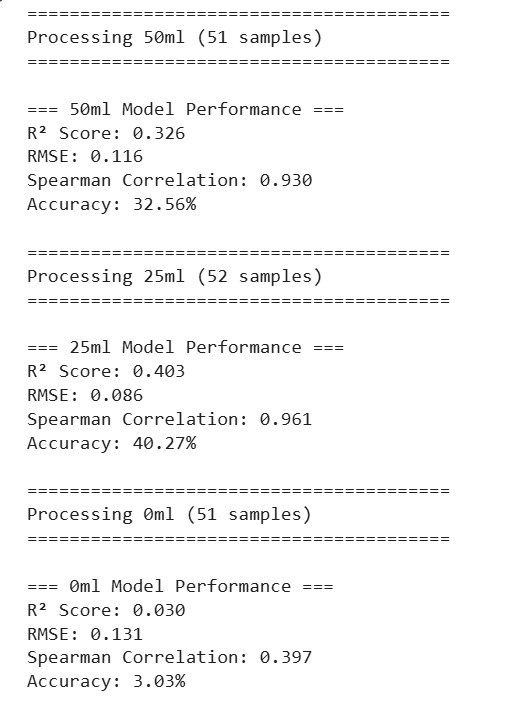 ========================================
Processing 50ml (51 samples)
========================================
=== 50ml Model Performance ===
R² Score: 0.326
RMSE: 0.116
Spearman Correlation: 0.930
Accuracy: 32.56%
========================================
Processing 25ml (52 samples)
========================================
=== 25ml Model Performance ===
R² Score: 0.403
RMSE: 0.086
Spearman Correlation: 0.961
Accuracy: 40.27%
========================================
Processing 0ml (51 samples)
========================================
=== 0ml Model Performance ===
R² Score: 0.030
RMSE: 0.131
Spearman Correlation: 0.397
Accuracy: 3.03%